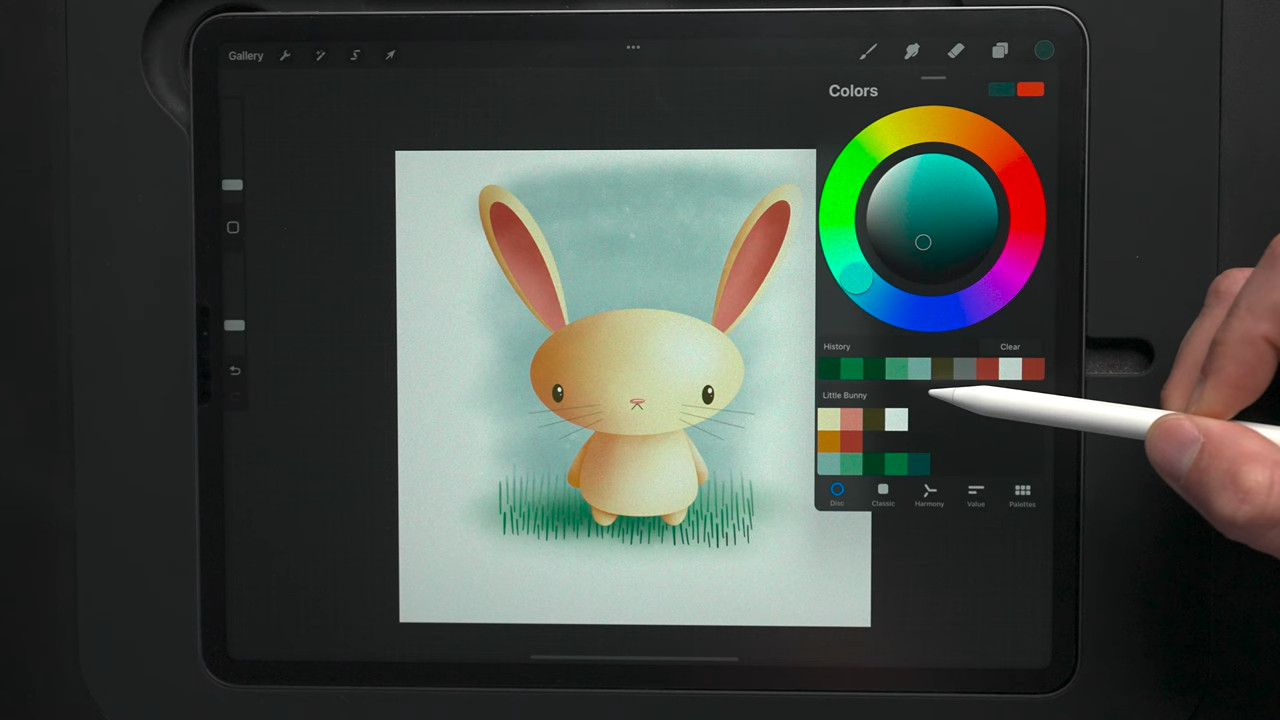 Gallery
Colors
History Clear
Little Bunny
Disc Classic Harmony Value Palettes